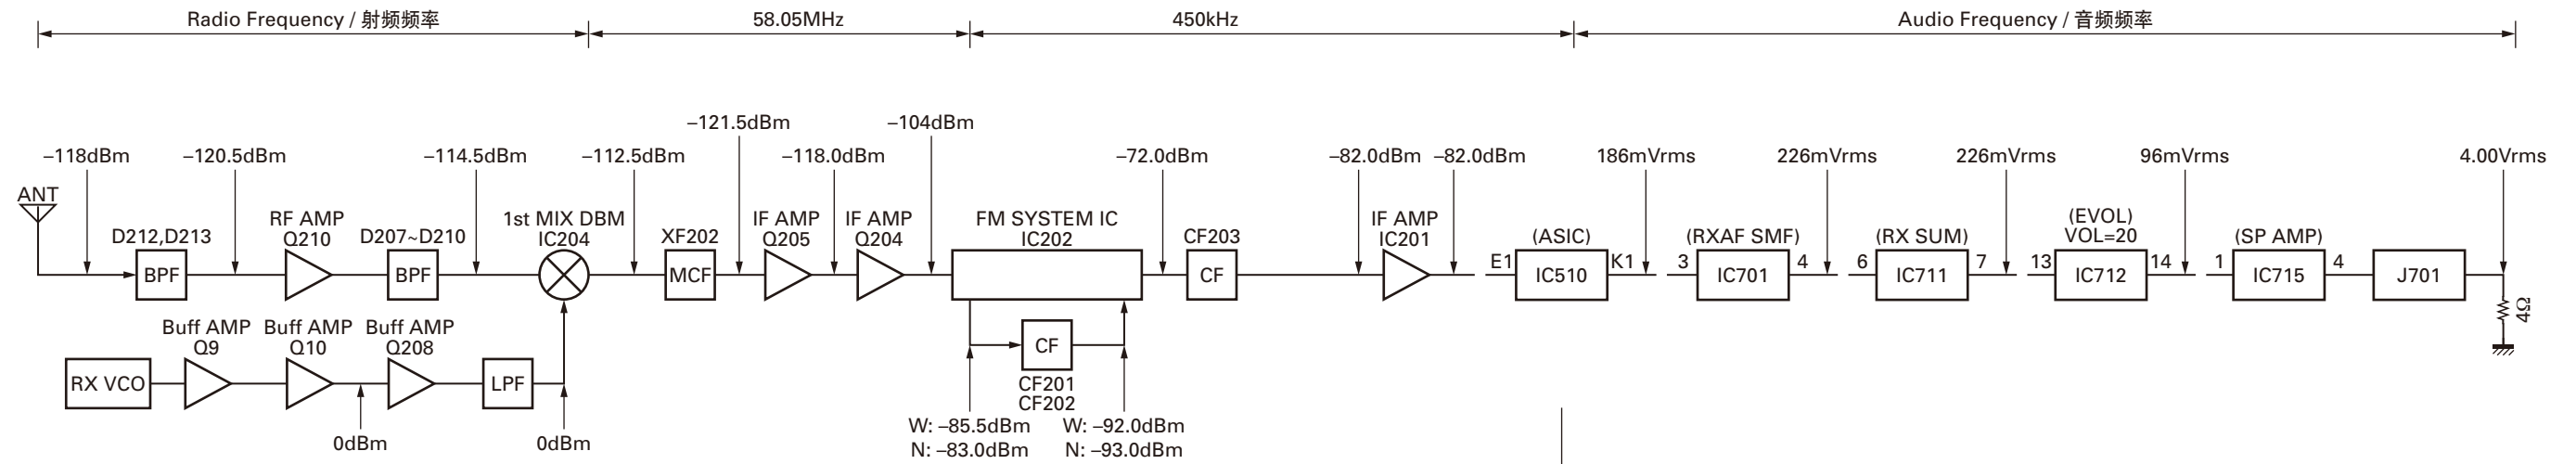 Radio Frequency / 射频频率
58.05MHz
450kHz
Audio Frequency / 音频频率
–121.5dBm
–104dBm
–118dBm
–120.5dBm
–114.5dBm
–112.5dBm
–118.0dBm
–72.0dBm
–82.0dBm
–82.0dBm
186mVrms
226mVrms
226mVrms
96mVrms
4.00Vrms
ANT
D212,D213
BPF
RF AMP
Q210
D207~D210
BPF
1st MIX DBM
IC204
XF202
MCF
IF AMP
Q205
IF AMP
Q204
FM SYSTEM IC
IC202
CF203
CF
IF AMP
IC201
(ASIC)
E1
IC510
K1
(RXAF SMF)
3
IC701
4
(RX SUM)
6
IC711
7
(EVOL)
VOL=20
13
IC712
14
(SP AMP)
1
IC715
4
J701
4Ω
RX VCO
Buff AMP
Q9
Buff AMP
Q10
Buff AMP
Q208
LPF
0dBm
0dBm
CF
CF201
CF202
W: –85.5dBm
N: –83.0dBm
W: –92.0dBm
N: –93.0dBm